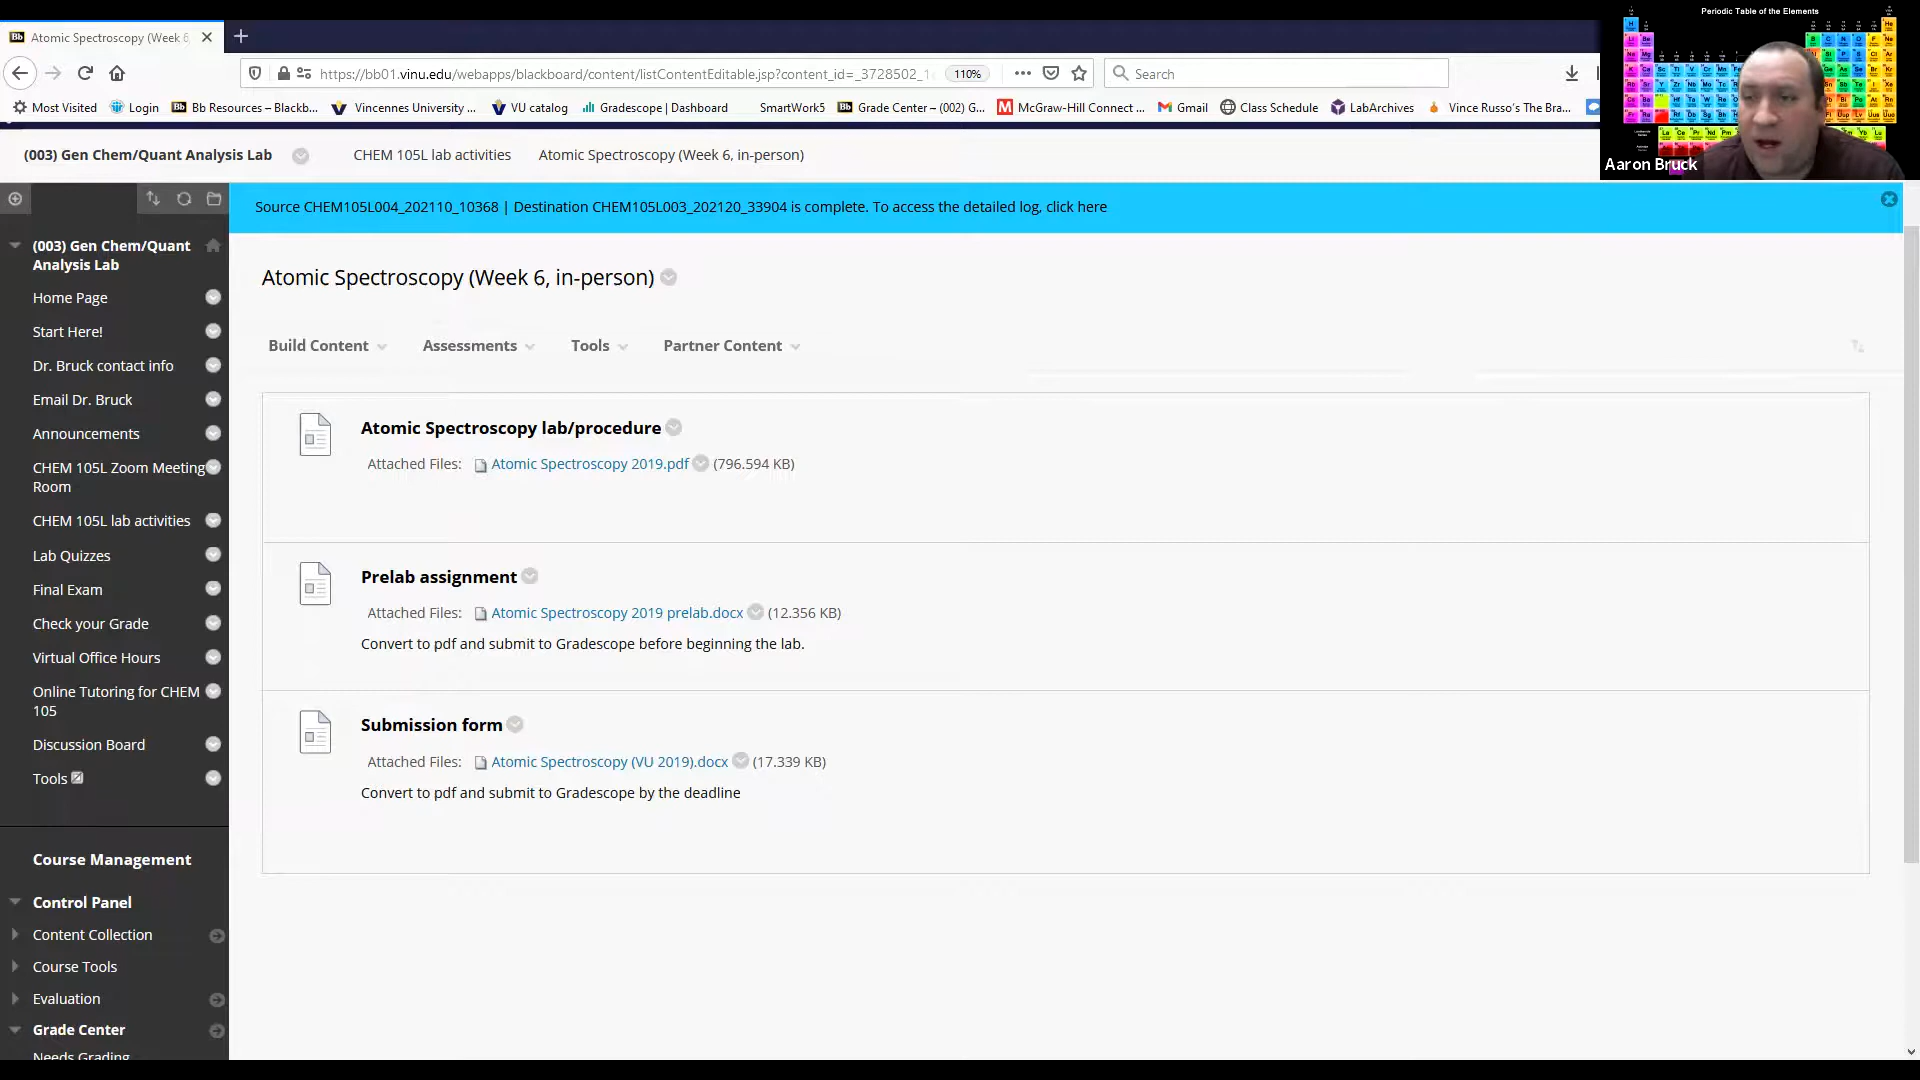 Atomic Spectroscopy (Week 6
https://bb01.vinu.edu/webapps/blackboard/content/listContentEditable.jsp?content_id=_3728502_1
110%
Search
Most Visited
Login
Bb Resources – Blackb...
Vincennes University ...
VU catalog
Gradescope | Dashboard
SmartWork5
Grade Center – (002) G...
McGraw-Hill Connect ...
Gmail
Class Schedule
LabArchives
Vince Russo's The Bra...
Periodic Table of the Elements
Aaron Bruck
(003) Gen Chem/Quant Analysis Lab
CHEM 105L lab activities
Atomic Spectroscopy (Week 6, in-person)
Source CHEM105L004_202110_10368 | Destination CHEM105L003_202120_33904 is complete. To access the detailed log, click here
(003) Gen Chem/Quant
Analysis Lab
Home Page
Start Here!
Dr. Bruck contact info
Email Dr. Bruck
Announcements
CHEM 105L Zoom Meeting
Room
CHEM 105L lab activities
Lab Quizzes
Final Exam
Check your Grade
Virtual Office Hours
Online Tutoring for CHEM
105
Discussion Board
Tools
Course Management
Control Panel
Content Collection
Course Tools
Evaluation
Grade Center
Needs Grading
Atomic Spectroscopy (Week 6, in-person)
Build Content
Assessments
Tools
Partner Content
Atomic Spectroscopy lab/procedure
Attached Files: Atomic Spectroscopy 2019.pdf (796.594 KB)
Prelab assignment
Attached Files: Atomic Spectroscopy 2019 prelab.docx (12.356 KB)
Convert to pdf and submit to Gradescope before beginning the lab.
Submission form
Attached Files: Atomic Spectroscopy (VU 2019).docx (17.339 KB)
Convert to pdf and submit to Gradescope by the deadline